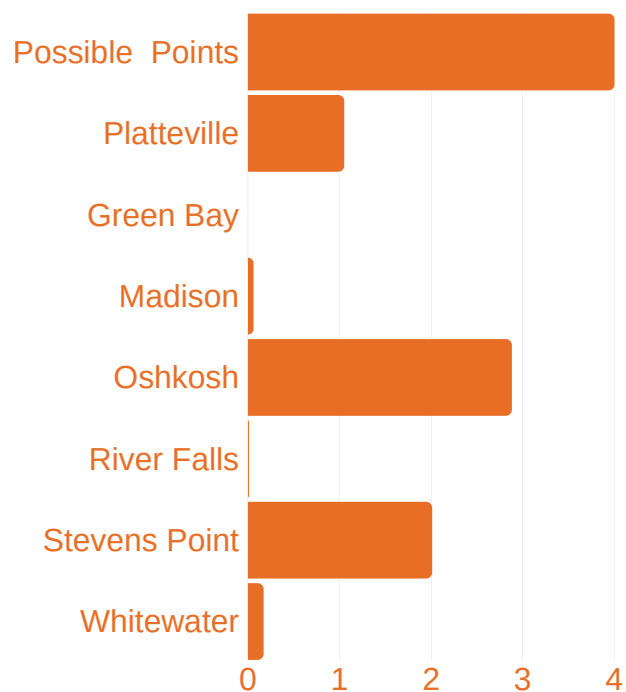 Possible  Points
Platteville
Green Bay
Madison
Oshkosh
River Falls
Stevens Point
Whitewater
0 1 2 3 4